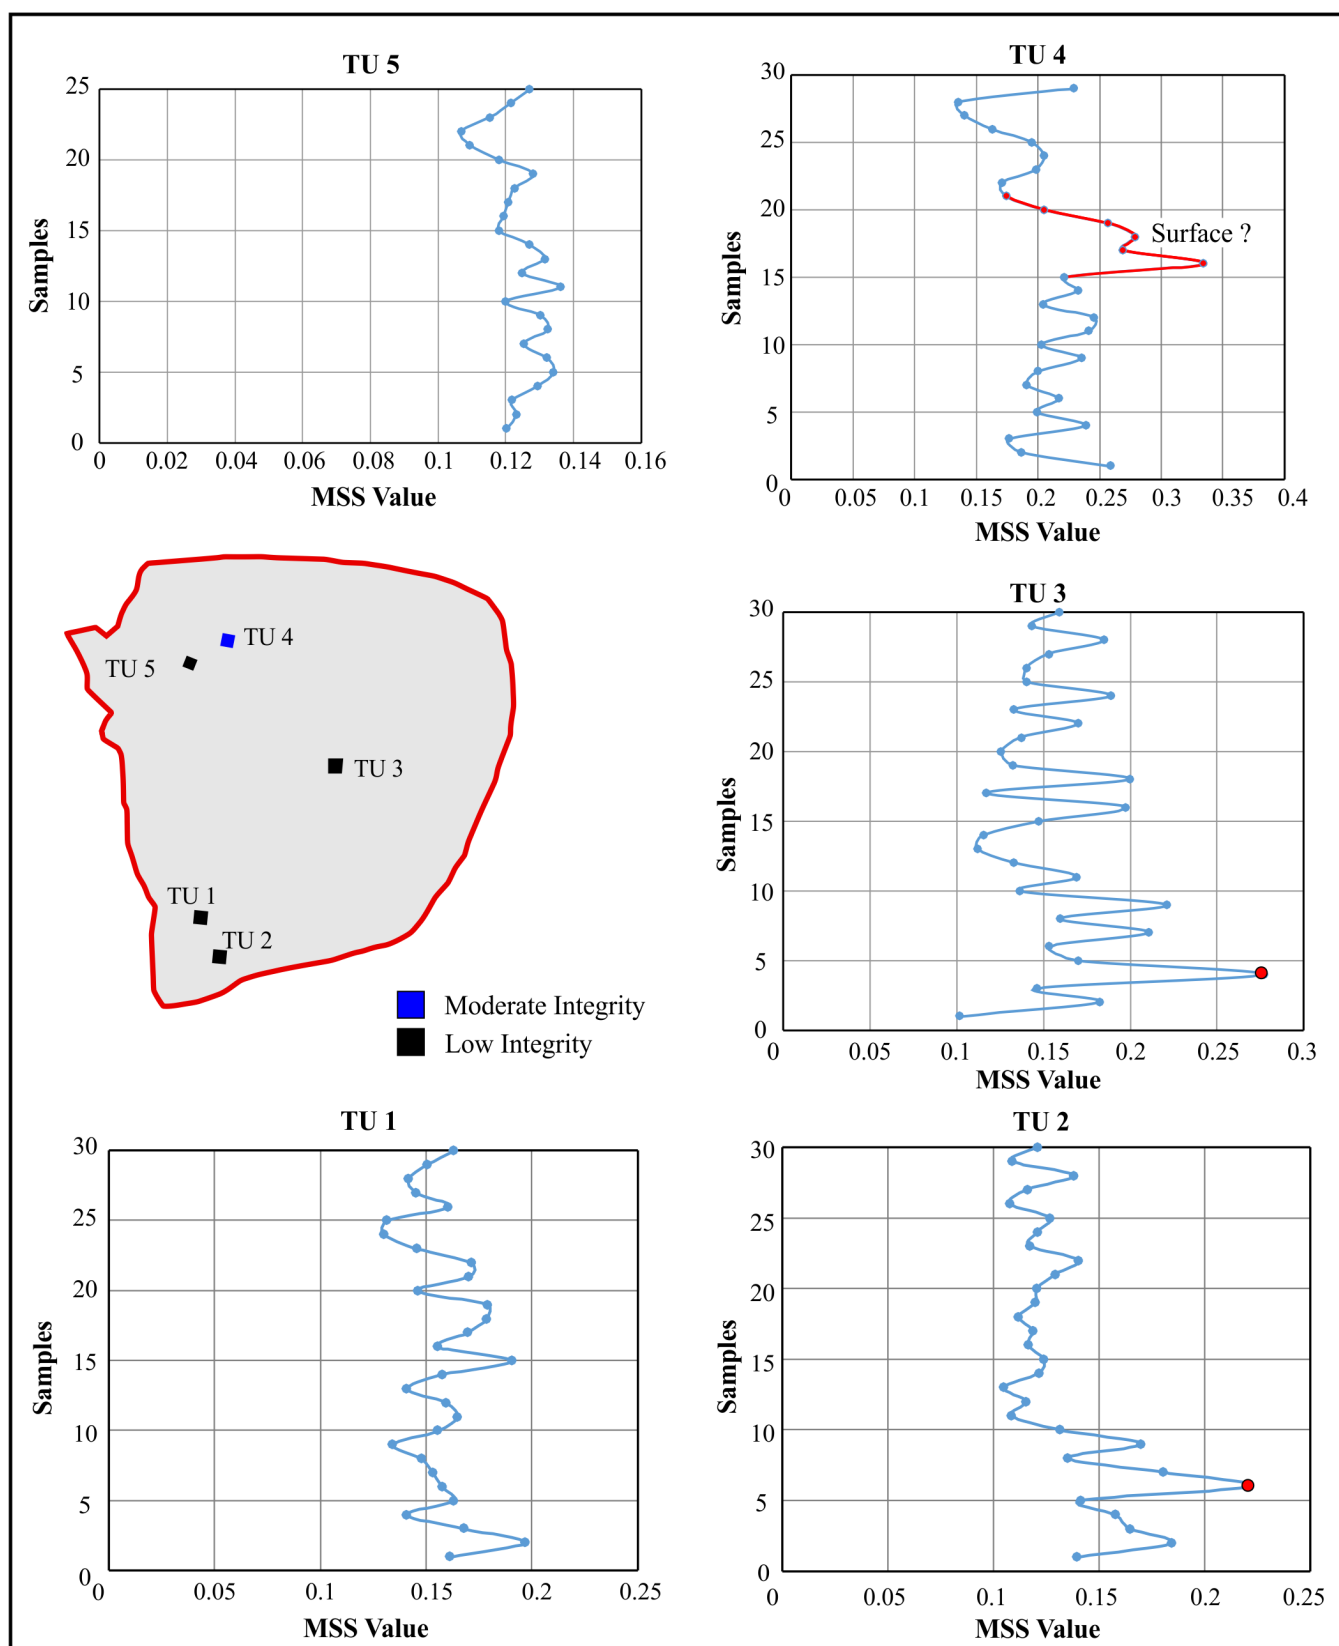 TU 5
25
20
15
10
5
0
0 0.02 0.04 0.06 0.08 0.1 0.12 0.14 0.16
Samples
MSS Value
TU 4
30
25
20
15
10
5
0
0 0.05 0.1 0.15 0.2 0.25 0.3 0.35 0.4
Samples
Surface ?
MSS Value
TU 4
TU 5
TU 3
TU 1
TU 2
Moderate Integrity
Low Integrity
TU 3
30
25
20
15
10
5
0
0 0.05 0.1 0.15 0.2 0.25 0.3
Samples
MSS Value
TU 1
30
25
20
15
10
5
0
0 0.05 0.1 0.15 0.2 0.25
Samples
MSS Value
TU 2
30
25
20
15
10
5
0
0 0.05 0.1 0.15 0.2 0.25
Samples
MSS Value